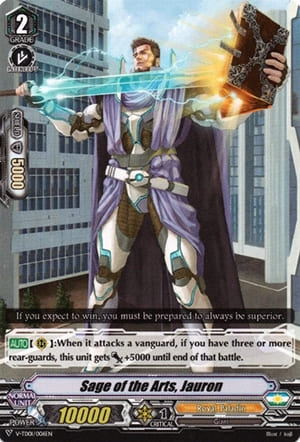 2
GRADE
INTERCEPT
SHIELD
5000
If you expect to win, you must be prepared to always be superior.
AUTO : When it attacks a vanguard, if you have three or more
rear-guards, this unit gets +5000 until end of that battle.
Sage of the Arts, Jauron
NORMAL
UNIT
10000
1
CRITICAL
Royal Paladin
Giant
V-TD01/006EN